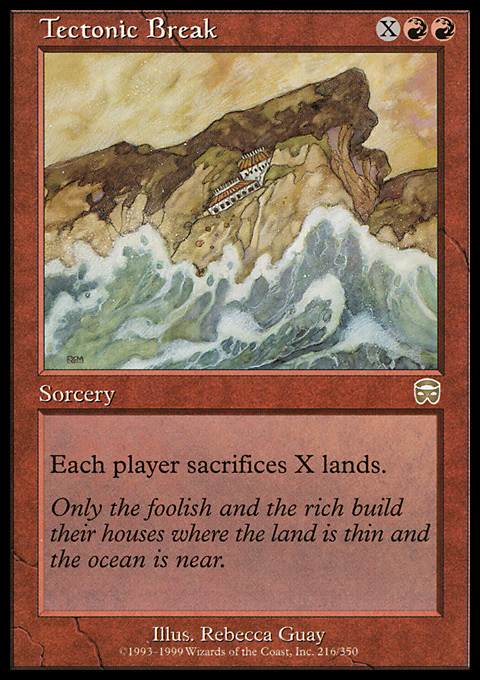 Tectonic Break X
Sorcery
Each player sacrifices X lands.
Only the foolish and the rich build
their houses where the land is thin and
the ocean is near.
Illus. Rebecca Guay
©1993–1999 Wizards of the Coast, Inc. 216/350